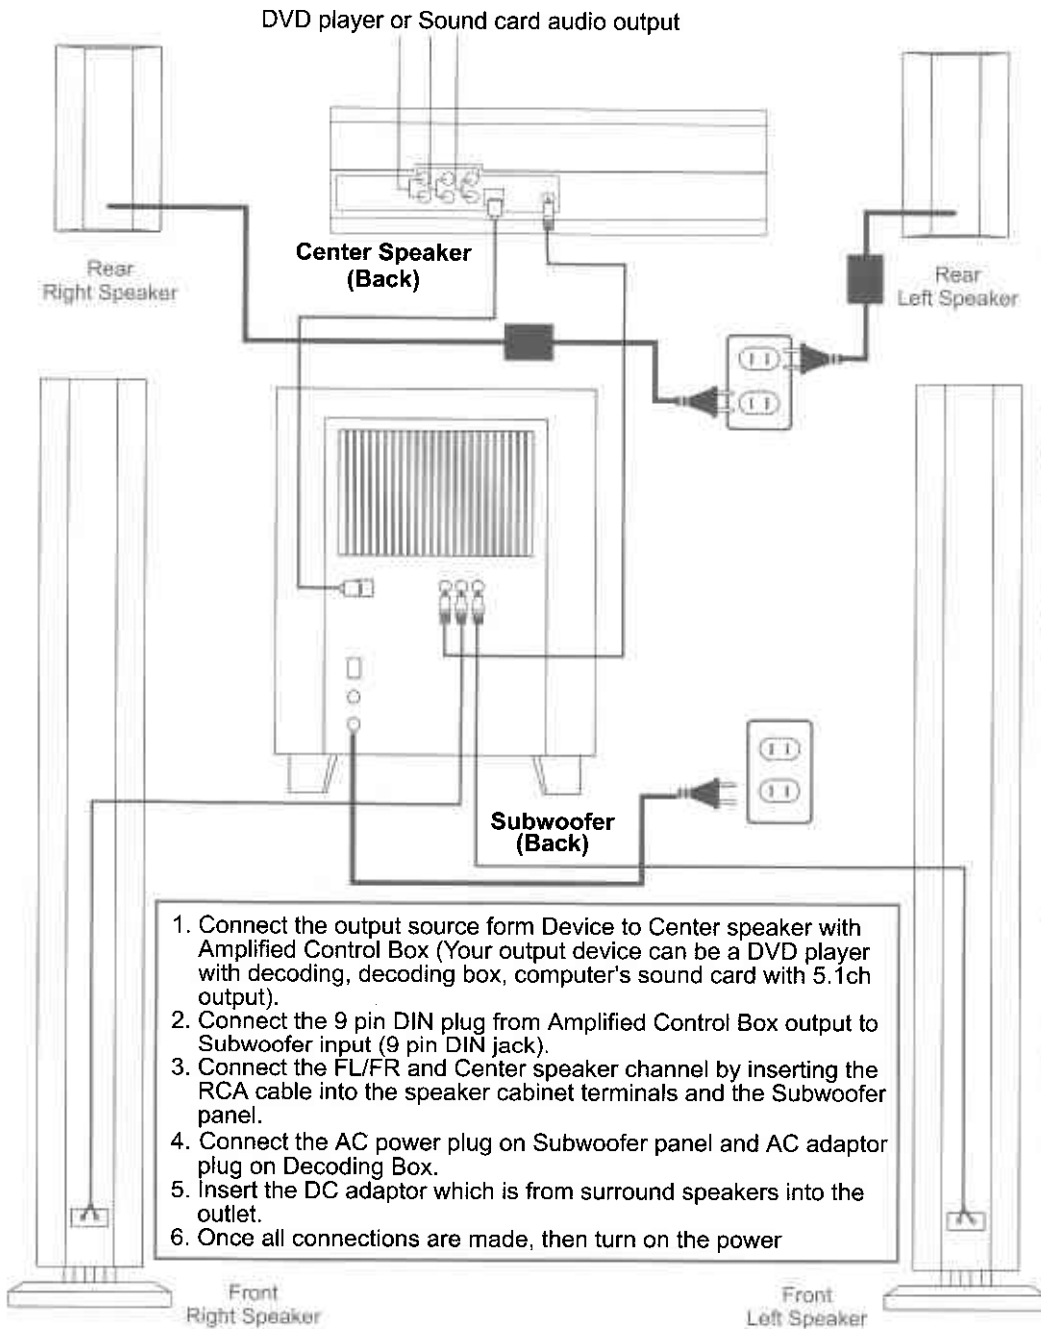 DVD player or Sound card audio output
Center Speaker
(Back)
Rear
Right Speaker
Rear
Left Speaker
Subwoofer
(Back)
1. Connect the output source form Device to Center speaker with
Amplified Control Box (Your output device can be a DVD player
with decoding, decoding box, computer's sound card with 5.1ch
output).
2. Connect the 9 pin DIN plug from Amplified Control Box output to
Subwoofer input (9 pin DIN jack).
3. Connect the FL/FR and Center speaker channel by inserting the
RCA cable into the speaker cabinet terminals and the Subwoofer
panel.
4. Connect the AC power plug on Subwoofer panel and AC adaptor
plug on Decoding Box.
5. Insert the DC adaptor which is from surround speakers into the
outlet.
6. Once all connections are made, then turn on the power
Front
Right Speaker
Front
Left Speaker